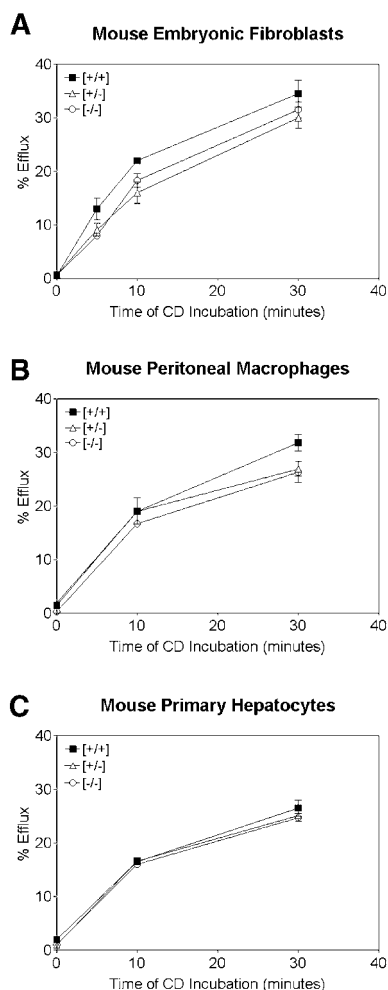 A
Mouse Embryonic Fibroblasts
40
30
20
10
0
% Efflux
[+/+]
[+/-]
[-/-]
0 10 20 30 40
Time of CD Incubation (minutes)
B
Mouse Peritoneal Macrophages
40
30
20
10
0
% Efflux
[+/+]
[+/-]
[-/-]
0 10 20 30 40
Time of CD Incubation (minutes)
C
Mouse Primary Hepatocytes
40
30
20
10
0
% Efflux
[+/+]
[+/-]
[-/-]
0 10 20 30 40
Time of CD Incubation (minutes)